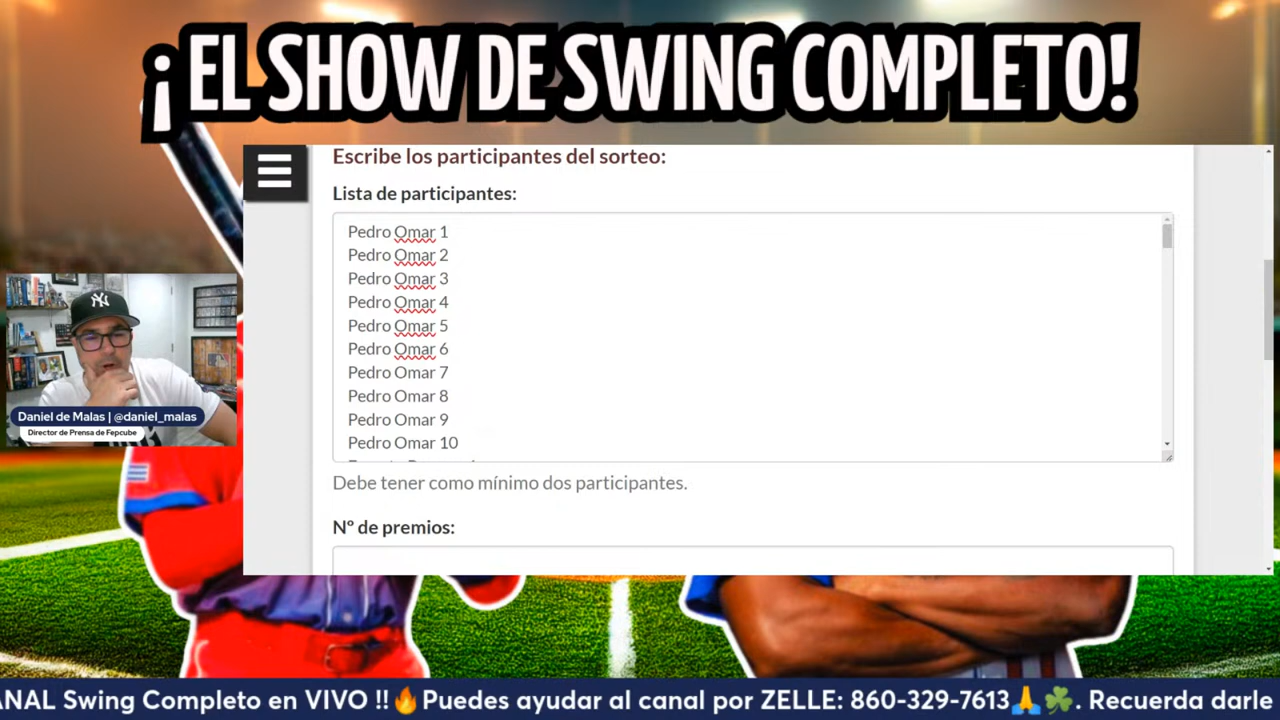 ¡EL SHOW DE SWING COMPLETO!
Escribe los participantes del sorteo:
Lista de participantes:
Pedro Omar 1
Pedro Omar 2
Pedro Omar 3
Pedro Omar 4
Pedro Omar 5
Pedro Omar 6
Pedro Omar 7
Pedro Omar 8
Pedro Omar 9
Pedro Omar 10
Debe tener como mínimo dos participantes.
Nº de premios:
NY
Daniel de Malas | @daniel_malas
Director de Prensa de Fepcube
ANAL Swing Completo en VIVO !!🔥Puedes ayudar al canal por ZELLE: 860-329-7613🙏☘️. Recuerda darle